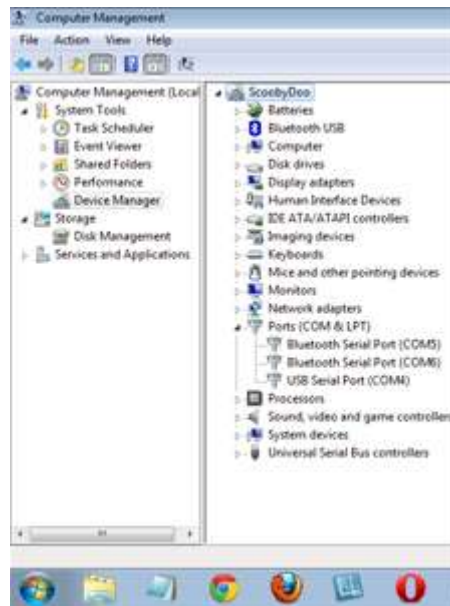 Computer Management
File Action View Help
Computer Management (Local
System Tools
Task Scheduler
Event Viewer
Shared Folders
Performance
Device Manager
Storage
Disk Management
Services and Applications
ScoobyDoo
Batteries
Bluetooth USB
Computer
Disk drives
Display adapters
Human Interface Devices
IDE ATA/ATAPI controllers
Imaging devices
Keyboards
Mice and other pointing devices
Monitors
Network adapters
Ports (COM & LPT)
Bluetooth Serial Port (COM5)
Bluetooth Serial Port (COM6)
USB Serial Port (COM4)
Processors
Sound, video and game controller
System devices
Universal Serial Bus controllers